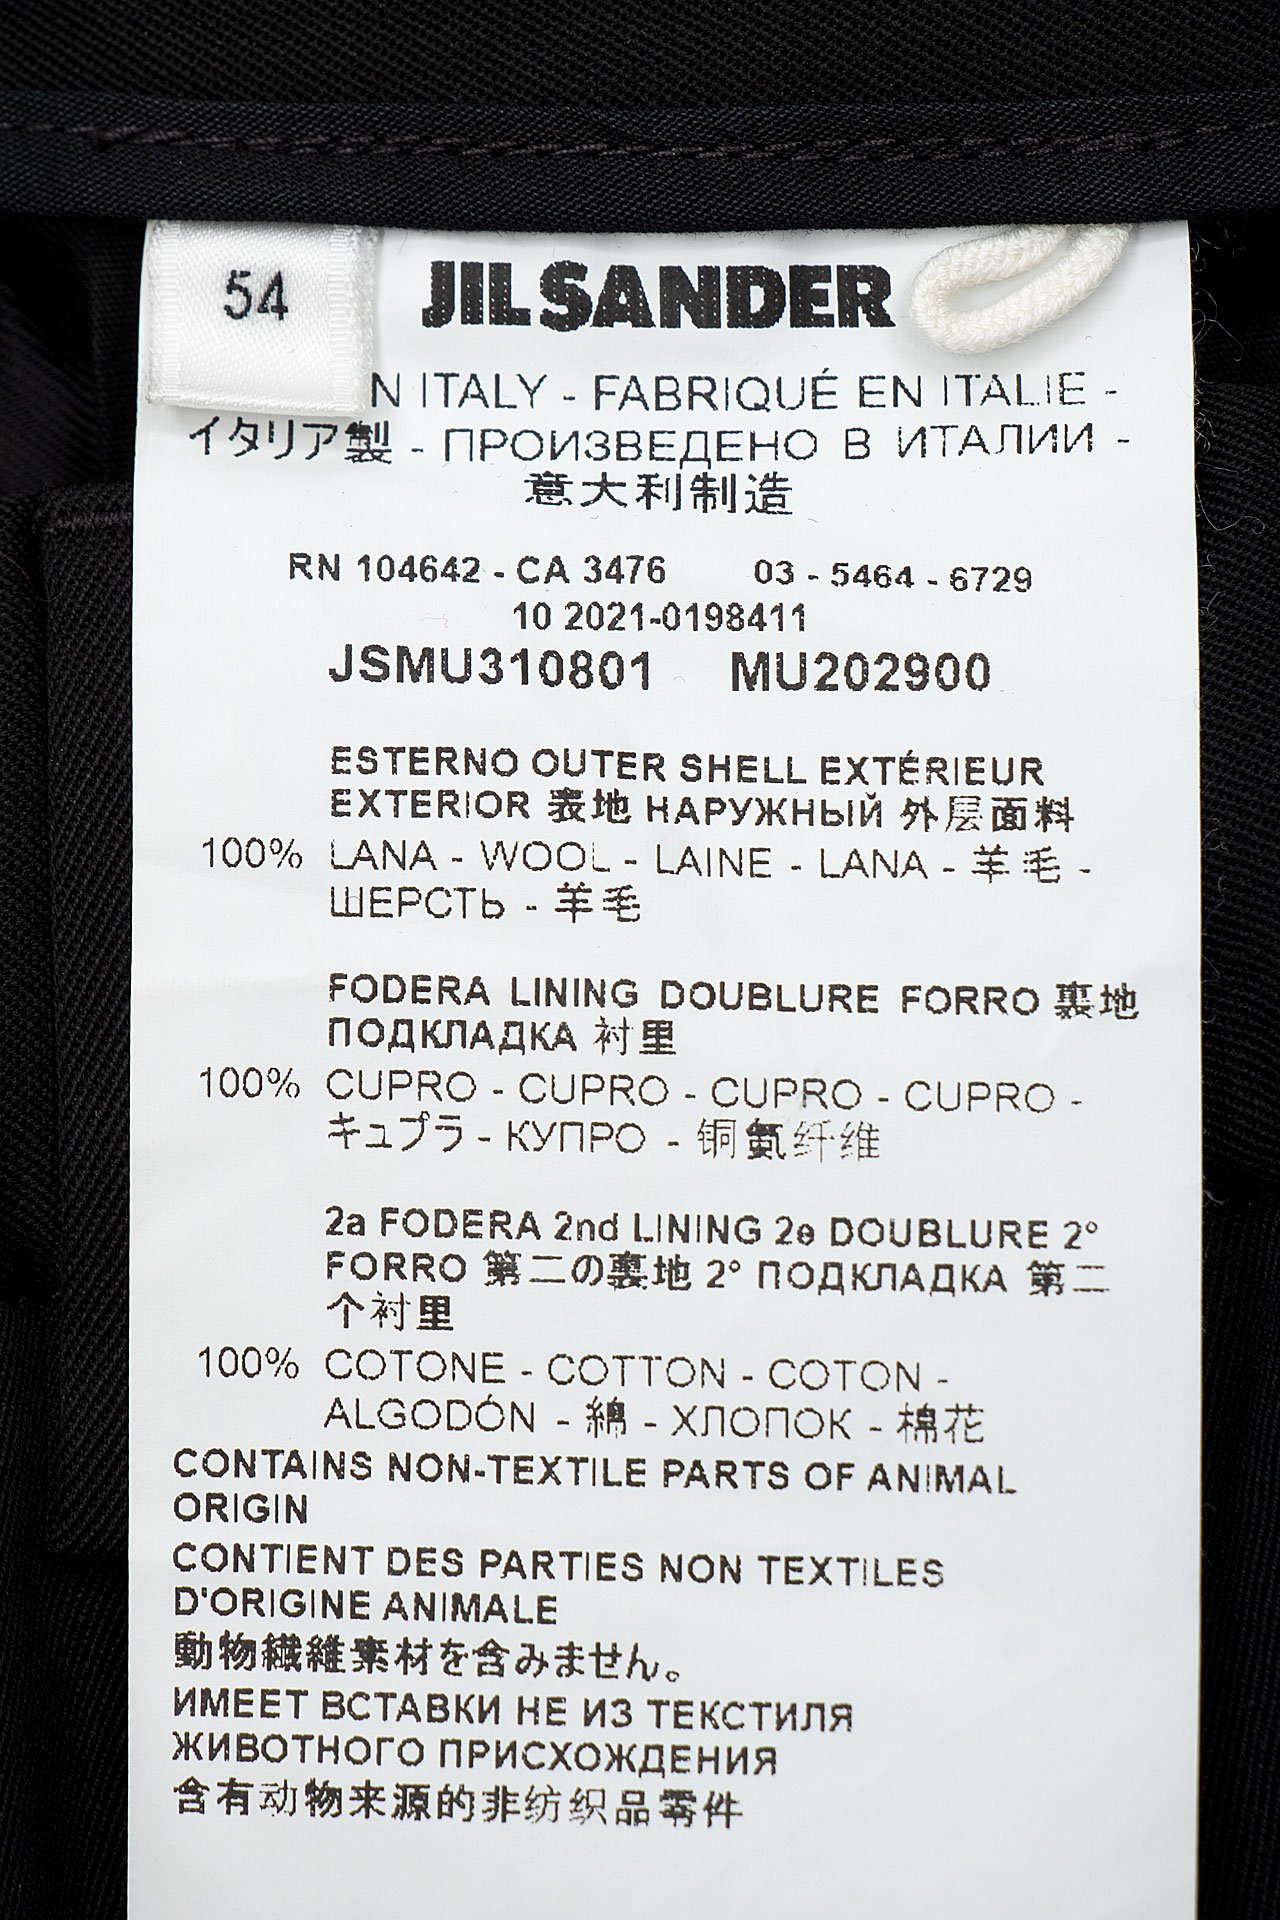 54
JIL SANDER
N ITALY - FABRIQUÉ EN ITALIE -
イタリア製 - ПРОИЗВЕДЕНО В ИТАЛИИ -
意大利制造
RN 104642 - CA 3476 03 - 5464 - 6729
10 2021-0198411
JSMU310801 MU202900
ESTERNO OUTER SHELL EXTÉRIEUR
EXTERIOR 表地 НАРУЖНЫЙ 外层面料
100% LANA - WOOL - LAINE - LANA - 羊毛 -
ШЕРСТЬ - 羊毛
FODERA LINING DOUBLURE FORRO 裏地
ПОДКЛАДКА 衬里
100% CUPRO - CUPRO - CUPRO - CUPRO -
キュプラ - КУПРО - 铜氨纤维
2a FODERA 2nd LINING 2e DOUBLURE 2°
FORRO 第二の裏地 2° ПОДКЛАДКА 第二
个衬里
100% COTONE - COTTON - COTON -
ALGODÓN - 綿 - ХЛОПОК - 棉花
CONTAINS NON-TEXTILE PARTS OF ANIMAL
ORIGIN
CONTIENT DES PARTIES NON TEXTILES
D'ORIGINE ANIMALE
動物繊維素材を含みません。
ИМЕЕТ ВСТАВКИ НЕ ИЗ ТЕКСТИЛЯ
ЖИВОТНОГО ПРИСХОЖДЕНИЯ
含有动物来源的非纺织品零件